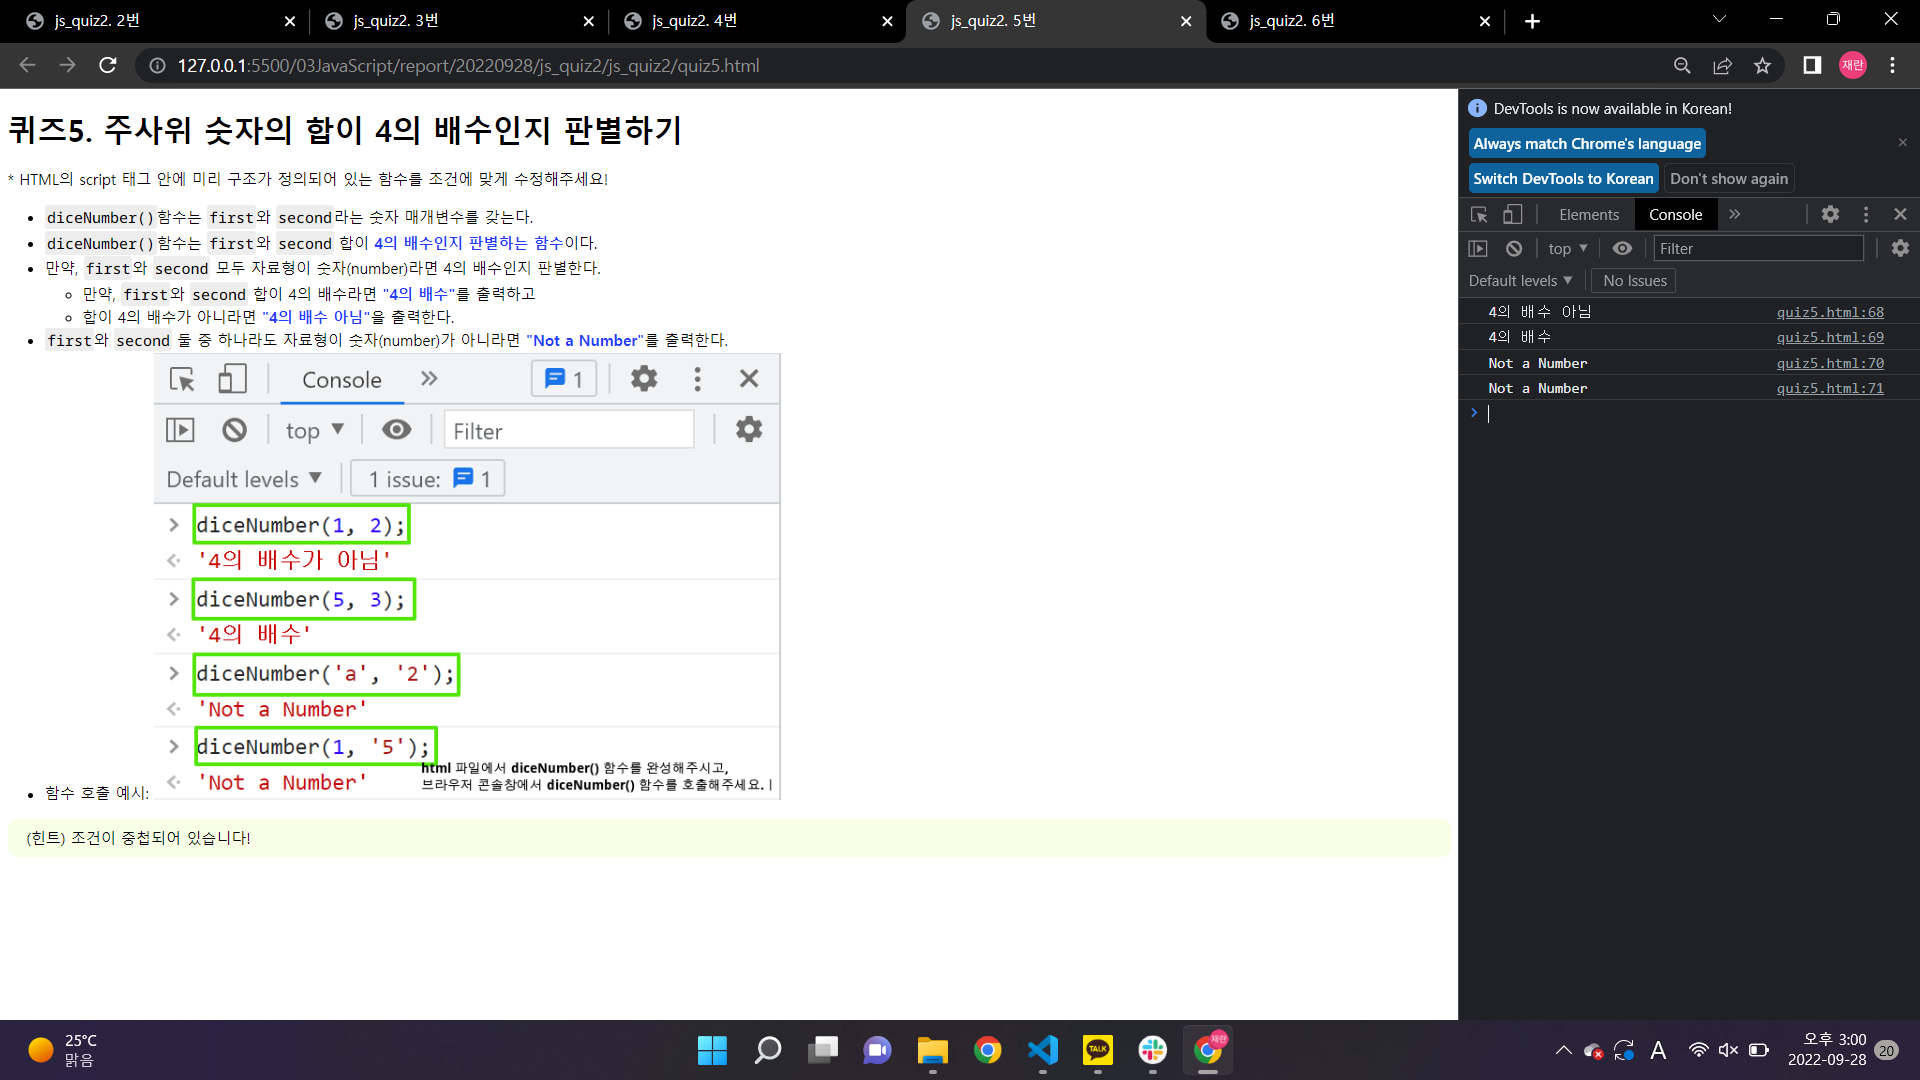 js_quiz2. 2번
js_quiz2. 3번
js_quiz2. 4번
js_quiz2. 5번
js_quiz2. 6번
127.0.0.1:5500/03JavaScript/report/20220928/js_quiz2/js_quiz2/quiz5.html
재란
퀴즈5. 주사위 숫자의 합이 4의 배수인지 판별하기
* HTML의 script 태그 안에 미리 구조가 정의되어 있는 함수를 조건에 맞게 수정해주세요!
diceNumber()함수는 first와 second라는 숫자 매개변수를 갖는다.
diceNumber()함수는 first와 second 합이 4의 배수인지 판별하는 함수이다.
만약, first와 second 모두 자료형이 숫자(number)라면 4의 배수인지 판별한다.
만약, first와 second 합이 4의 배수라면 "4의 배수"를 출력하고
합이 4의 배수가 아니라면 "4의 배수 아님"을 출력한다.
first와 second 둘 중 하나라도 자료형이 숫자(number)가 아니라면 "Not a Number"를 출력한다.
Console
1
top
Filter
Default levels
1 issue: 1
diceNumber(1, 2);
'4의 배수가 아님'
diceNumber(5, 3);
'4의 배수'
diceNumber('a', '2');
'Not a Number'
diceNumber(1, '5');
'Not a Number'
html 파일에서 diceNumber() 함수를 완성해주시고,
브라우저 콘솔창에서 diceNumber() 함수를 호출해주세요.
함수 호출 예시:
(힌트) 조건이 중첩되어 있습니다!
DevTools is now available in Korean!
Always match Chrome's language
Switch DevTools to Korean
Don't show again
Elements
Console
top
Filter
Default levels
No Issues
4의 배수 아님 quiz5.html:68
4의 배수 quiz5.html:69
Not a Number quiz5.html:70
Not a Number quiz5.html:71
25°C
맑음
TALK
재란
A
오후 3:00
2022-09-28
20